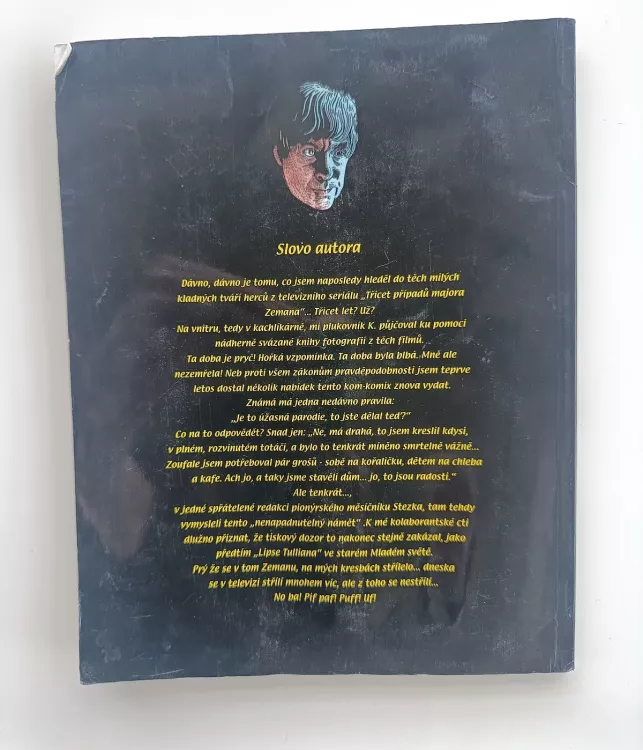 Slovo autora
Dávno, dávno je tomu, co jsem naposledy hleděl do těch milých
kladných tváří herců z televizního seriálu „Třicet případů majora
Zemana“... Třicet let? Už?
Na vnitru, tedy v kachlíkárně, mi plukovník K. půjčoval ku pomoci
nádherně svázané knihy fotografií z těch filmů.
Ta doba je pryč! Hořká vzpomínka. Ta doba byla blbá. Mně ale
nezemřela! Neb proti všem zákonům pravděpodobnosti jsem teprve
letos dostal několik nabídek tento kom-komix znova vydat.
Známá má jedna nedávno pravila:
„Je to úžasná parodie, to jste dělal teď?“
Co na to odpovědět? Snad jen: „Ne, má drahá, to jsem kreslil kdysi,
v plném, rozvinutém totáči, a bylo to tenkrát míněno smrtelně vážně...
Zoufale jsem potřeboval pár grošů - sobě na kořaličku, dětem na chleba
a kafe. Ach jo, a taky jsme stavěli dům... jo, to jsou radosti.“
Ale tenkrát...,
v jedné spřátelené redakci pionýrského měsíčníku Stezka, tam tehdy
vymysleli tento „nenapadnutelný námět“ .K mé kolaborantské cti
dlužno přiznat, že tiskový dozor to nakonec stejně zakázal, jako
předtím „Lipse Tulliana“ ve starém Mladém světě.
Prý že se v tom Zemanu, na mých kresbách střílelo... dneska
se v televizi střílí mnohem víc, ale z toho se nestřílí...
No ba! Pif paf! Puff! Uf!